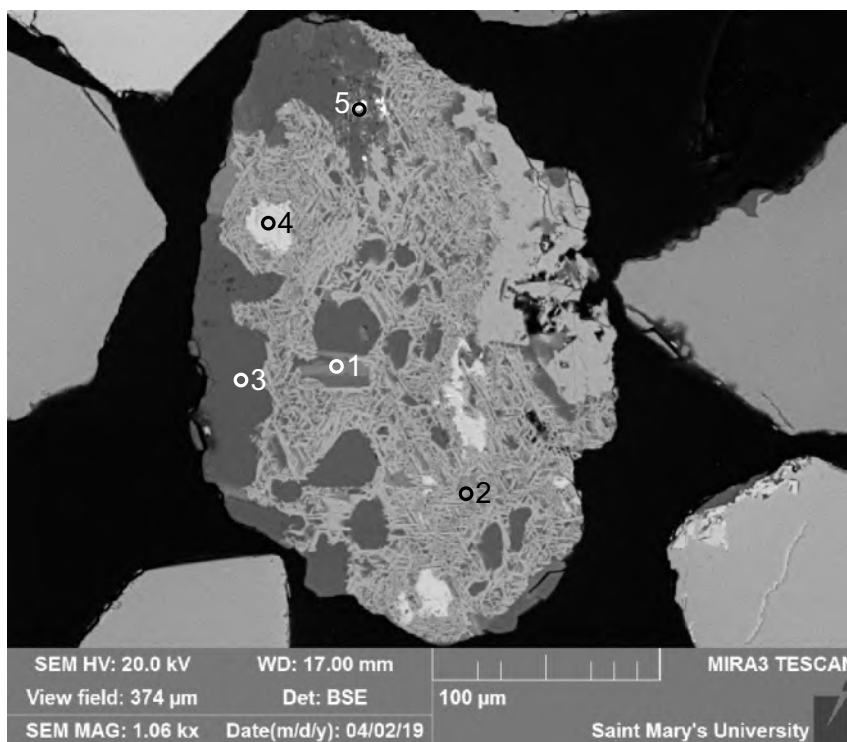 5
4
1
3
2
SEM HV: 20.0 kV WD: 17.00 mm MIRA3 TESCAN
View field: 374 µm Det: BSE 100 µm
SEM MAG: 1.06 kx Date(m/d/y): 04/02/19 Saint Mary's University